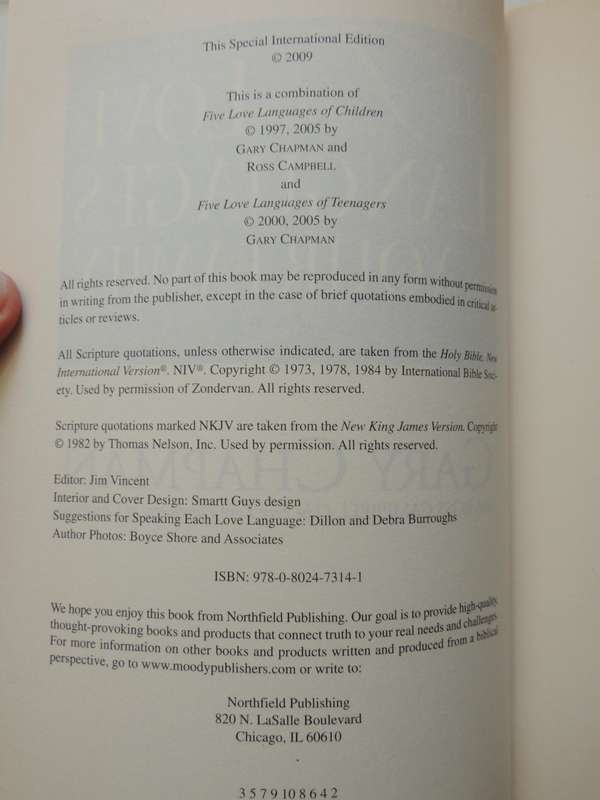 This Special International Edition
© 2009
This is a combination of
Five Love Languages of Children
© 1997, 2005 by
GARY CHAPMAN and
ROSS CAMPBELL
and
Five Love Languages of Teenagers
© 2000, 2005 by
GARY CHAPMAN
All rights reserved. No part of this book may be reproduced in any form without permission
in writing from the publisher, except in the case of brief quotations embodied in critical ar-
ticles or reviews.
All Scripture quotations, unless otherwise indicated, are taken from the Holy Bible, New
International Version®. NIV®. Copyright © 1973, 1978, 1984 by International Bible Soci-
ety. Used by permission of Zondervan. All rights reserved.
Scripture quotations marked NKJV are taken from the New King James Version. Copyright
© 1982 by Thomas Nelson, Inc. Used by permission. All rights reserved.
Editor: Jim Vincent
Interior and Cover Design: Smartt Guys design
Suggestions for Speaking Each Love Language: Dillon and Debra Burroughs
Author Photos: Boyce Shore and Associates
ISBN: 978-0-8024-7314-1
We hope you enjoy this book from Northfield Publishing. Our goal is to provide high-quality,
thought-provoking books and products that connect truth to your real needs and challenges.
For more information on other books and products written and produced from a biblical
perspective, go to www.moodypublishers.com or write to:
Northfield Publishing
820 N. LaSalle Boulevard
Chicago, IL 60610
3 5 7 9 10 8 6 4 2